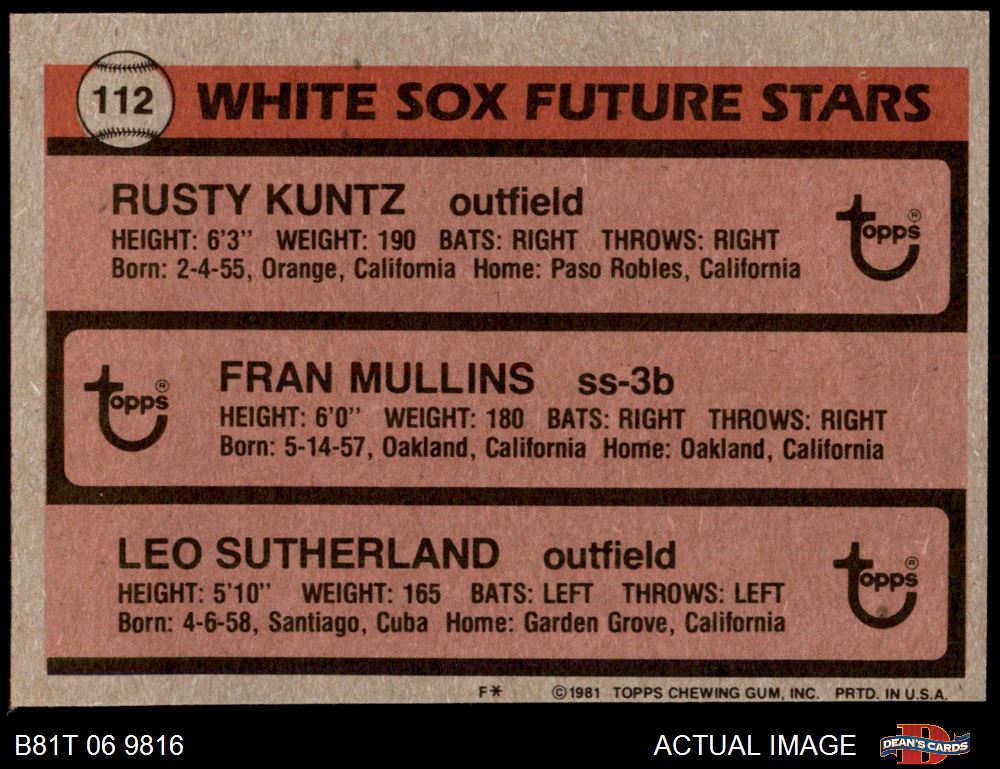 112 WHITE SOX FUTURE STARS
RUSTY KUNTZ outfield
HEIGHT: 6'3" WEIGHT: 190 BATS: RIGHT THROWS: RIGHT
Born: 2-4-55, Orange, California Home: Paso Robles, California
topps®
FRAN MULLINS ss-3b
HEIGHT: 6'0" WEIGHT: 180 BATS: RIGHT THROWS: RIGHT
Born: 5-14-57, Oakland, California Home: Oakland, California
topps®
LEO SUTHERLAND outfield
HEIGHT: 5'10" WEIGHT: 165 BATS: LEFT THROWS: LEFT
Born: 4-6-58, Santiago, Cuba Home: Garden Grove, California
topps®
F* ©1981 TOPPS CHEWING GUM, INC. PRTD. IN U.S.A.
B81T 06 9816 ACTUAL IMAGE D DEAN'S CARDS